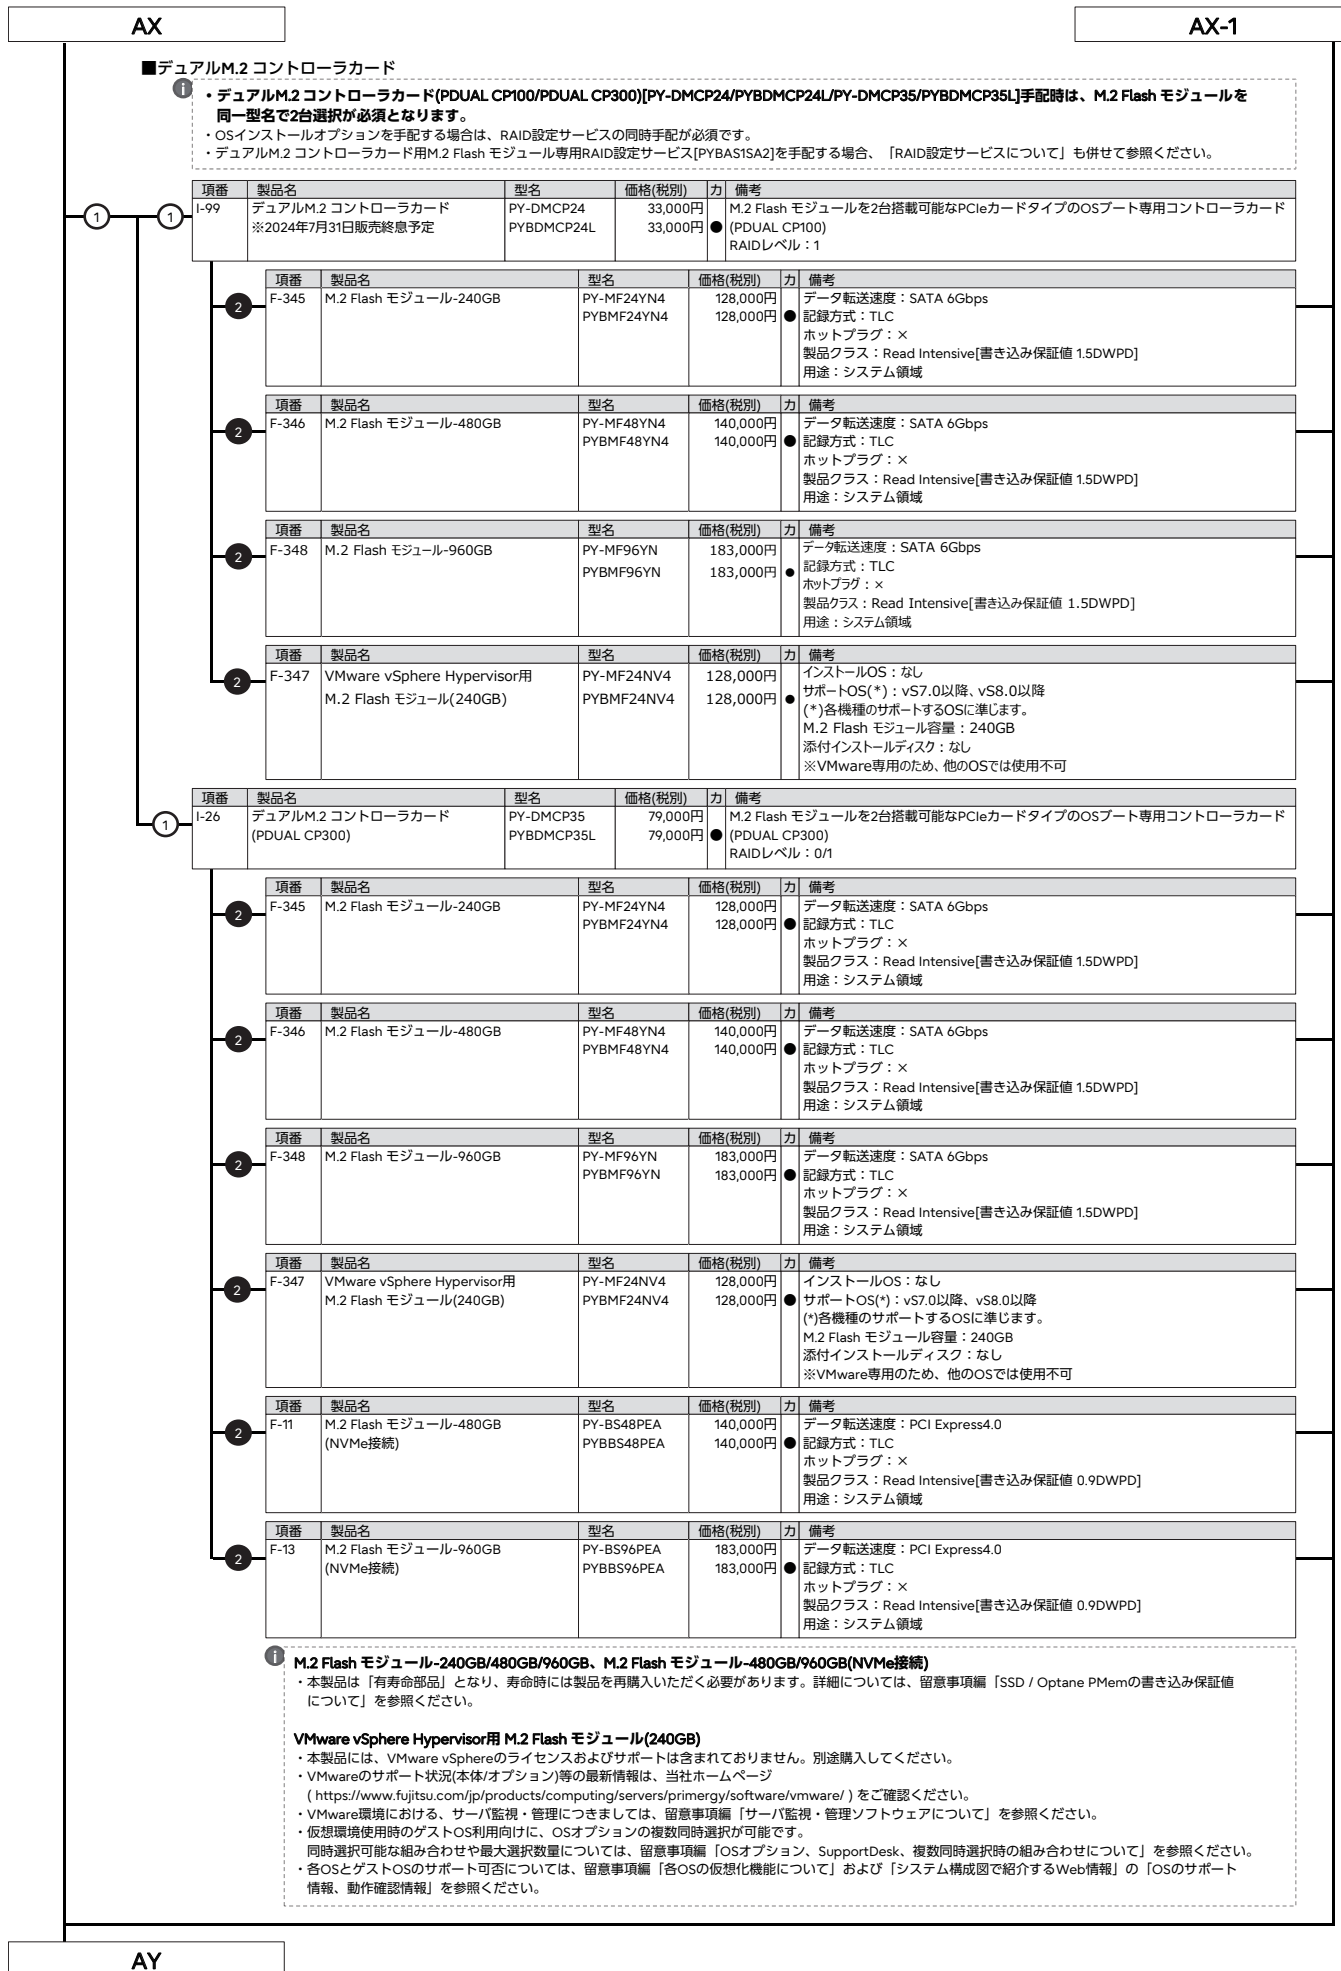 AX
AX-1
■デュアルM.2 コントローラカード
・デュアルM.2 コントローラカード(PDUAL CP100/PDUAL CP300)[PY-DMCP24/PYBDMCP24L/PY-DMCP35/PYBDMCP35L]手配時は、M.2 Flash モジュールを
同一型名で2台選択が必須となります。
・OSインストールオプションを手配する場合は、RAID設定サービスの同時手配が必須です。
・デュアルM.2 コントローラカード用M.2 Flash モジュール専用RAID設定サービス[PYBAS1SA2]を手配する場合、「RAID設定サービスについて」も併せて参照ください。
項番 製品名 型名 価格(税別) カ 備考
1 1 I-99 デュアルM.2 コントローラカード PY-DMCP24 33,000円 M.2 Flash モジュールを2台搭載可能なPCIeカードタイプのOSブート専用コントローラカード
※2024年7月31日販売終息予定 PYBDMCP24L 33,000円 ● (PDUAL CP100)
RAIDレベル：1
項番 製品名 型名 価格(税別) カ 備考
2 F-345 M.2 Flash モジュール-240GB PY-MF24YN4 128,000円 データ転送速度：SATA 6Gbps
PYBMF24YN4 128,000円 ● 記録方式：TLC
ホットプラグ：×
製品クラス：Read Intensive[書き込み保証値 1.5DWPD]
用途：システム領域
項番 製品名 型名 価格(税別) カ 備考
2 F-346 M.2 Flash モジュール-480GB PY-MF48YN4 140,000円 データ転送速度：SATA 6Gbps
PYBMF48YN4 140,000円 ● 記録方式：TLC
ホットプラグ：×
製品クラス：Read Intensive[書き込み保証値 1.5DWPD]
用途：システム領域
項番 製品名 型名 価格(税別) カ 備考
2 F-348 M.2 Flash モジュール-960GB PY-MF96YN 183,000円 データ転送速度：SATA 6Gbps
PYBMF96YN 183,000円 ● 記録方式：TLC
ホットプラグ：×
製品クラス：Read Intensive[書き込み保証値 1.5DWPD]
用途：システム領域
項番 製品名 型名 価格(税別) カ 備考
2 F-347 VMware vSphere Hypervisor用 PY-MF24NV4 128,000円 インストールOS：なし
M.2 Flash モジュール(240GB) PYBMF24NV4 128,000円 ● サポートOS(*)：vS7.0以降、vS8.0以降
(*)各機種のサポートするOSに準じます。
M.2 Flash モジュール容量：240GB
添付インストールディスク：なし
※VMware専用のため、他のOSでは使用不可
項番 製品名 型名 価格(税別) カ 備考
1 I-26 デュアルM.2 コントローラカード PY-DMCP35 79,000円 M.2 Flash モジュールを2台搭載可能なPCIeカードタイプのOSブート専用コントローラカード
(PDUAL CP300) PYBDMCP35L 79,000円 ● (PDUAL CP300)
RAIDレベル：0/1
項番 製品名 型名 価格(税別) カ 備考
2 F-345 M.2 Flash モジュール-240GB PY-MF24YN4 128,000円 データ転送速度：SATA 6Gbps
PYBMF24YN4 128,000円 ● 記録方式：TLC
ホットプラグ：×
製品クラス：Read Intensive[書き込み保証値 1.5DWPD]
用途：システム領域
項番 製品名 型名 価格(税別) カ 備考
2 F-346 M.2 Flash モジュール-480GB PY-MF48YN4 140,000円 データ転送速度：SATA 6Gbps
PYBMF48YN4 140,000円 ● 記録方式：TLC
ホットプラグ：×
製品クラス：Read Intensive[書き込み保証値 1.5DWPD]
用途：システム領域
項番 製品名 型名 価格(税別) カ 備考
2 F-348 M.2 Flash モジュール-960GB PY-MF96YN 183,000円 データ転送速度：SATA 6Gbps
PYBMF96YN 183,000円 ● 記録方式：TLC
ホットプラグ：×
製品クラス：Read Intensive[書き込み保証値 1.5DWPD]
用途：システム領域
項番 製品名 型名 価格(税別) カ 備考
2 F-347 VMware vSphere Hypervisor用 PY-MF24NV4 128,000円 インストールOS：なし
M.2 Flash モジュール(240GB) PYBMF24NV4 128,000円 ● サポートOS(*)：vS7.0以降、vS8.0以降
(*)各機種のサポートするOSに準じます。
M.2 Flash モジュール容量：240GB
添付インストールディスク：なし
※VMware専用のため、他のOSでは使用不可
項番 製品名 型名 価格(税別) カ 備考
2 F-11 M.2 Flash モジュール-480GB PY-BS48PEA 140,000円 データ転送速度：PCI Express4.0
(NVMe接続) PYBBS48PEA 140,000円 ● 記録方式：TLC
ホットプラグ：×
製品クラス：Read Intensive[書き込み保証値 0.9DWPD]
用途：システム領域
項番 製品名 型名 価格(税別) カ 備考
2 F-13 M.2 Flash モジュール-960GB PY-BS96PEA 183,000円 データ転送速度：PCI Express4.0
(NVMe接続) PYBBS96PEA 183,000円 ● 記録方式：TLC
ホットプラグ：×
製品クラス：Read Intensive[書き込み保証値 0.9DWPD]
用途：システム領域
M.2 Flash モジュール-240GB/480GB/960GB、M.2 Flash モジュール-480GB/960GB(NVMe接続)
・本製品は「有寿命部品」となり、寿命時には製品を再購入いただく必要があります。詳細については、留意事項編「SSD / Optane PMemの書き込み保証値
について」を参照ください。
VMware vSphere Hypervisor用 M.2 Flash モジュール(240GB)
・本製品には、VMware vSphereのライセンスおよびサポートは含まれておりません。別途購入してください。
・VMwareのサポート状況(本体/オプション)等の最新情報は、当社ホームページ
( https://www.fujitsu.com/jp/products/computing/servers/primergy/software/vmware/ ) をご確認ください。
・VMware環境における、サーバ監視・管理につきましては、留意事項編「サーバ監視・管理ソフトウェアについて」を参照ください。
・仮想環境使用時のゲストOS利用向けに、OSオプションの複数同時選択が可能です。
同時選択可能な組み合わせや最大選択数量については、留意事項編「OSオプション、SupportDesk、複数同時選択時の組み合わせについて」を参照ください。
・各OSとゲストOSのサポート可否については、留意事項編「各OSの仮想化機能について」および「システム構成図で紹介するWeb情報」の「OSのサポート
情報、動作確認情報」を参照ください。
AY